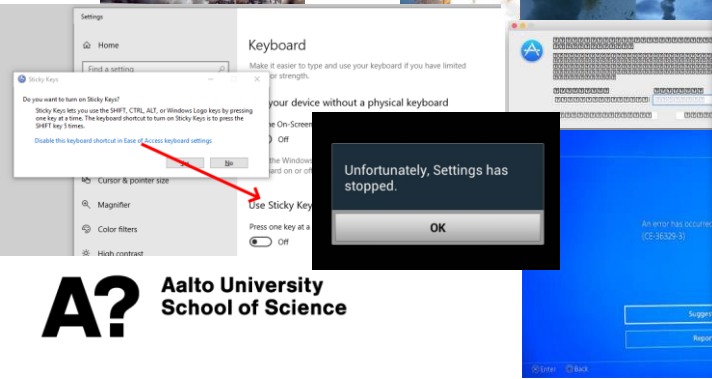 Settings
Home
Find a setting
Keyboard
Make it easier to type and use your keyboard if you have limited
or strength.
Sticky Keys
Do you want to turn on Sticky Keys?
Sticky Keys lets you use the SHIFT, CTRL, ALT, or Windows Logo keys by pressing
one key at a time. The keyboard shortcut to turn on Sticky Keys is to press the
SHIFT key 5 times.
Disable this keyboard shortcut in Ease of Access keyboard settings
Yes
No
your device without a physical keyboard
Off
Cursor & pointer size
Magnifier
Color filters
High contrast
Use Sticky Key
Press one key at a
Off
Unfortunately, Settings has
stopped.
OK
An error has occurred
(CE-36329-3)
Enter
Back
A?
Aalto University
School of Science